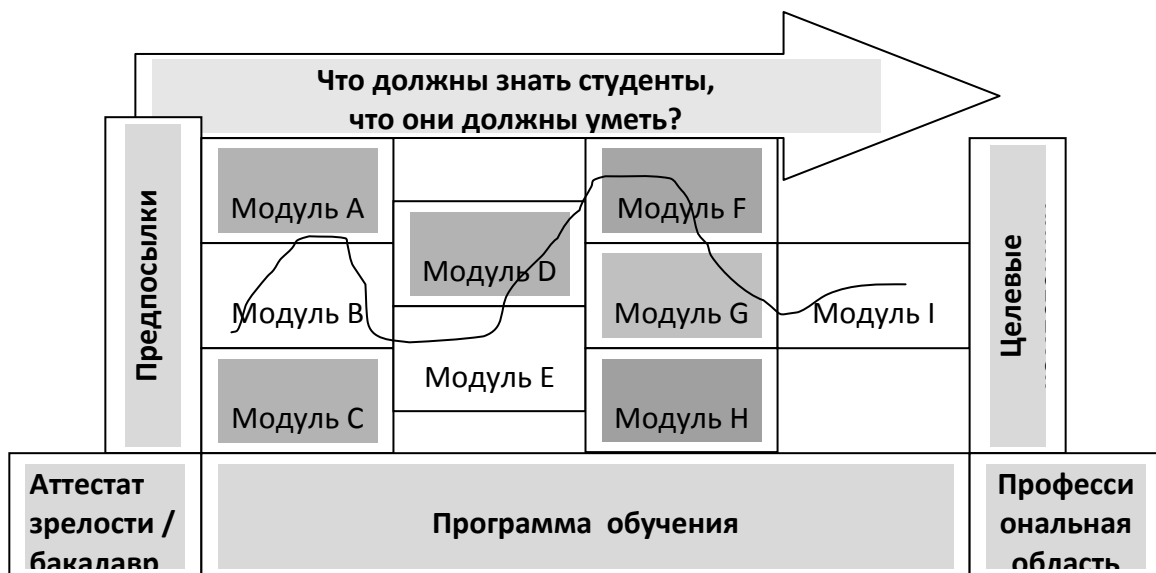 Что должны знать студенты,
что они должны уметь?
Предпосылки
Модуль A
Модуль B
Модуль C
Модуль D
Модуль E
Модуль F
Модуль G
Модуль H
Модуль I
Целевые
Аттестат
зрелости /
бакалавр
Программа обучения
Професси
ональная
область